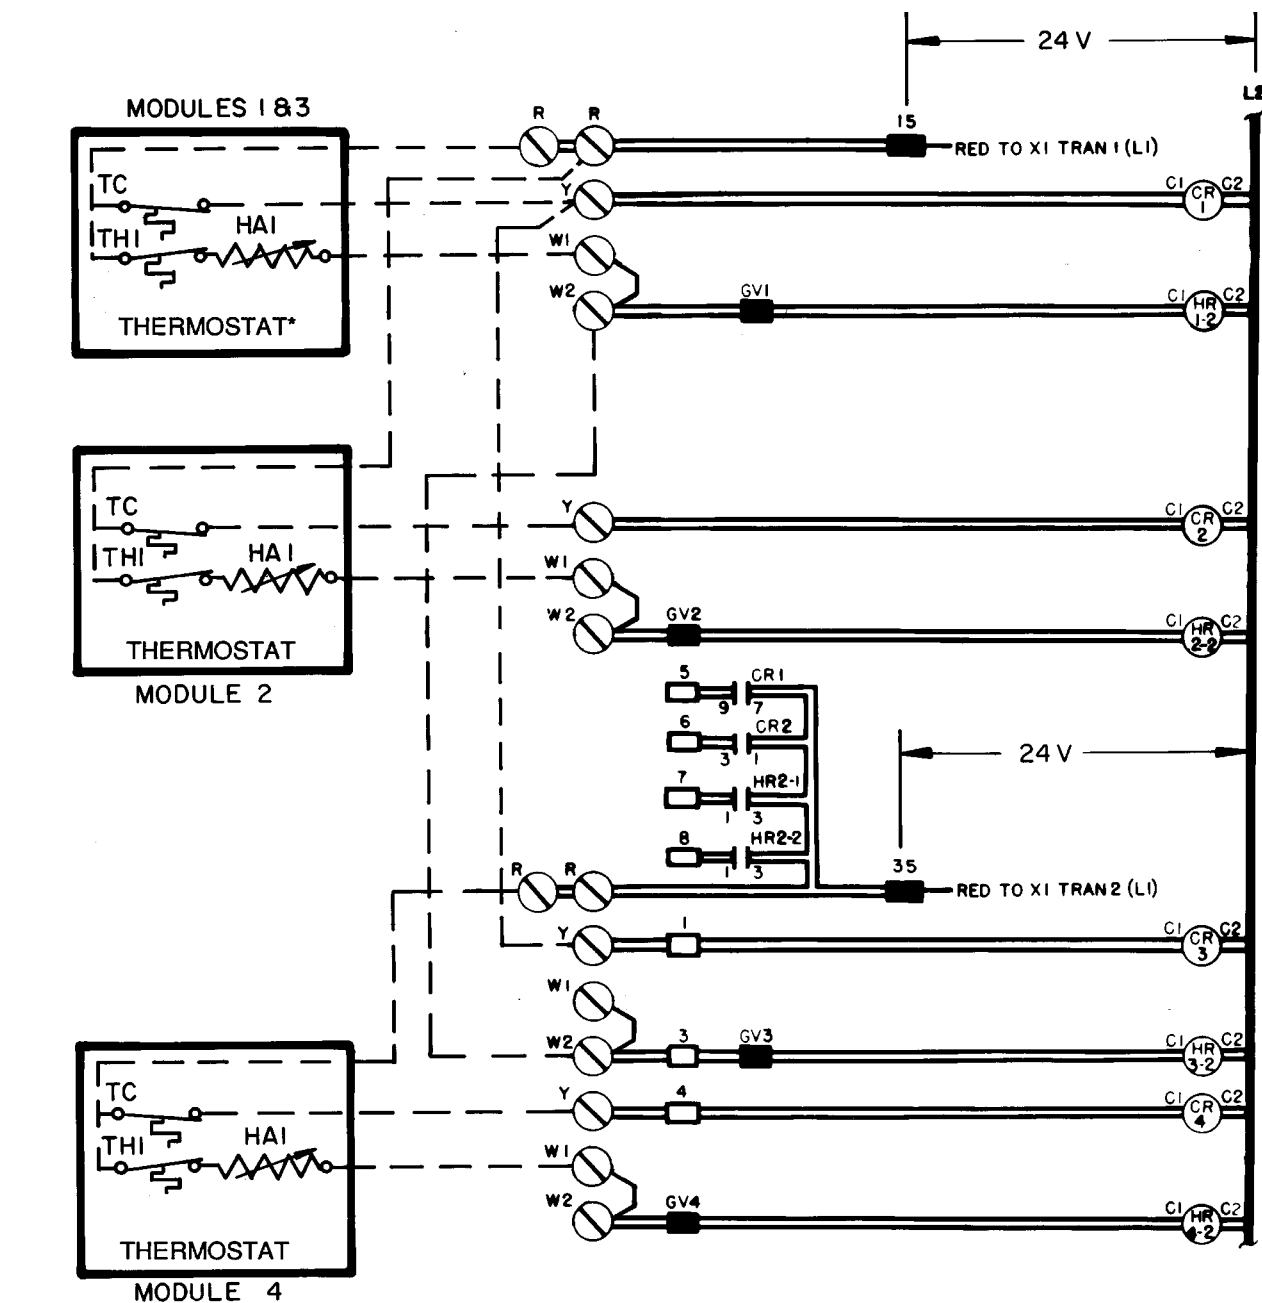 24 V
L2
MODULES 1 & 3
R R
15
RED TO X1 TRAN 1 (L1)
TC
Y
C1 CR 1 C2
TH1 HA1
W1
W2
GV1
C1 HR 1-2 C2
THERMOSTAT*
TC
Y
C1 CR 2 C2
TH1 HA1
W1
W2
GV2
C1 HR 2-2 C2
THERMOSTAT
MODULE 2
5 CR1
9 7
6 CR2
3 1
24 V
7 HR2-1
1 3
8 HR2-2
1 3
R R
35
RED TO X1 TRAN 2 (L1)
Y
1
C1 CR 3 C2
W1
W2
3
GV3
C1 HR 3-2 C2
TC
Y
4
C1 CR 4 C2
TH1 HA1
W1
W2
GV4
C1 HR 4-2 C2
THERMOSTAT
MODULE 4